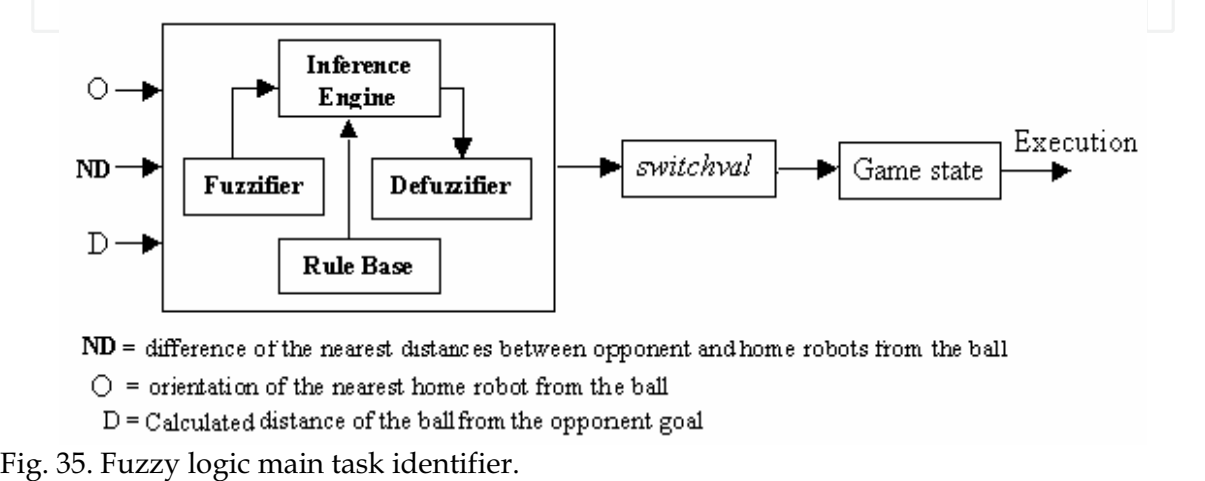 O
ND
D
Inference
Engine
Fuzzifier
Defuzzifier
Rule Base
switchval
Game state
Execution
ND = difference of the nearest distances between opponent and home robots from the ball
O = orientation of the nearest home robot from the ball
D = Calculated distance of the ball from the opponent goal
Fig. 35. Fuzzy logic main task identifier.